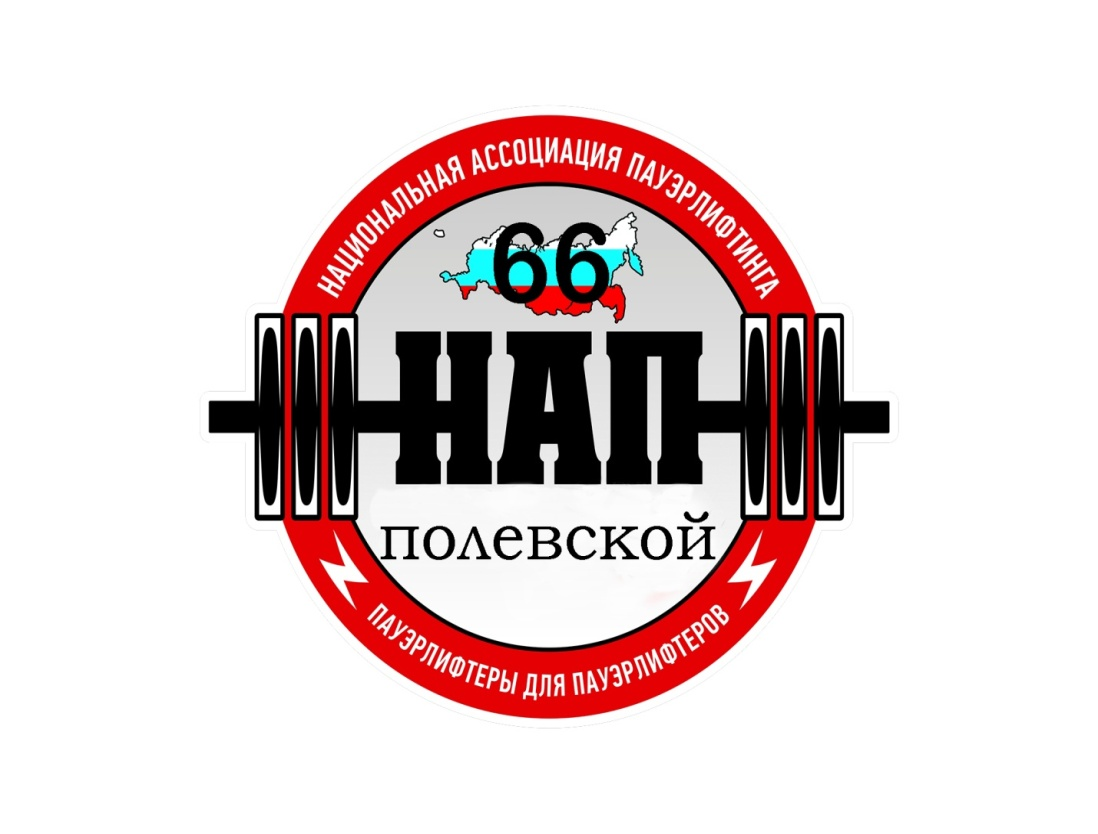 НАЦИОНАЛЬНАЯ АССОЦИАЦИЯ ПАУЭРЛИФТИНГА
66
НАП
полевской
ПАУЭРЛИФТЕРЫ ДЛЯ ПАУЭРЛИФТЕРОВ